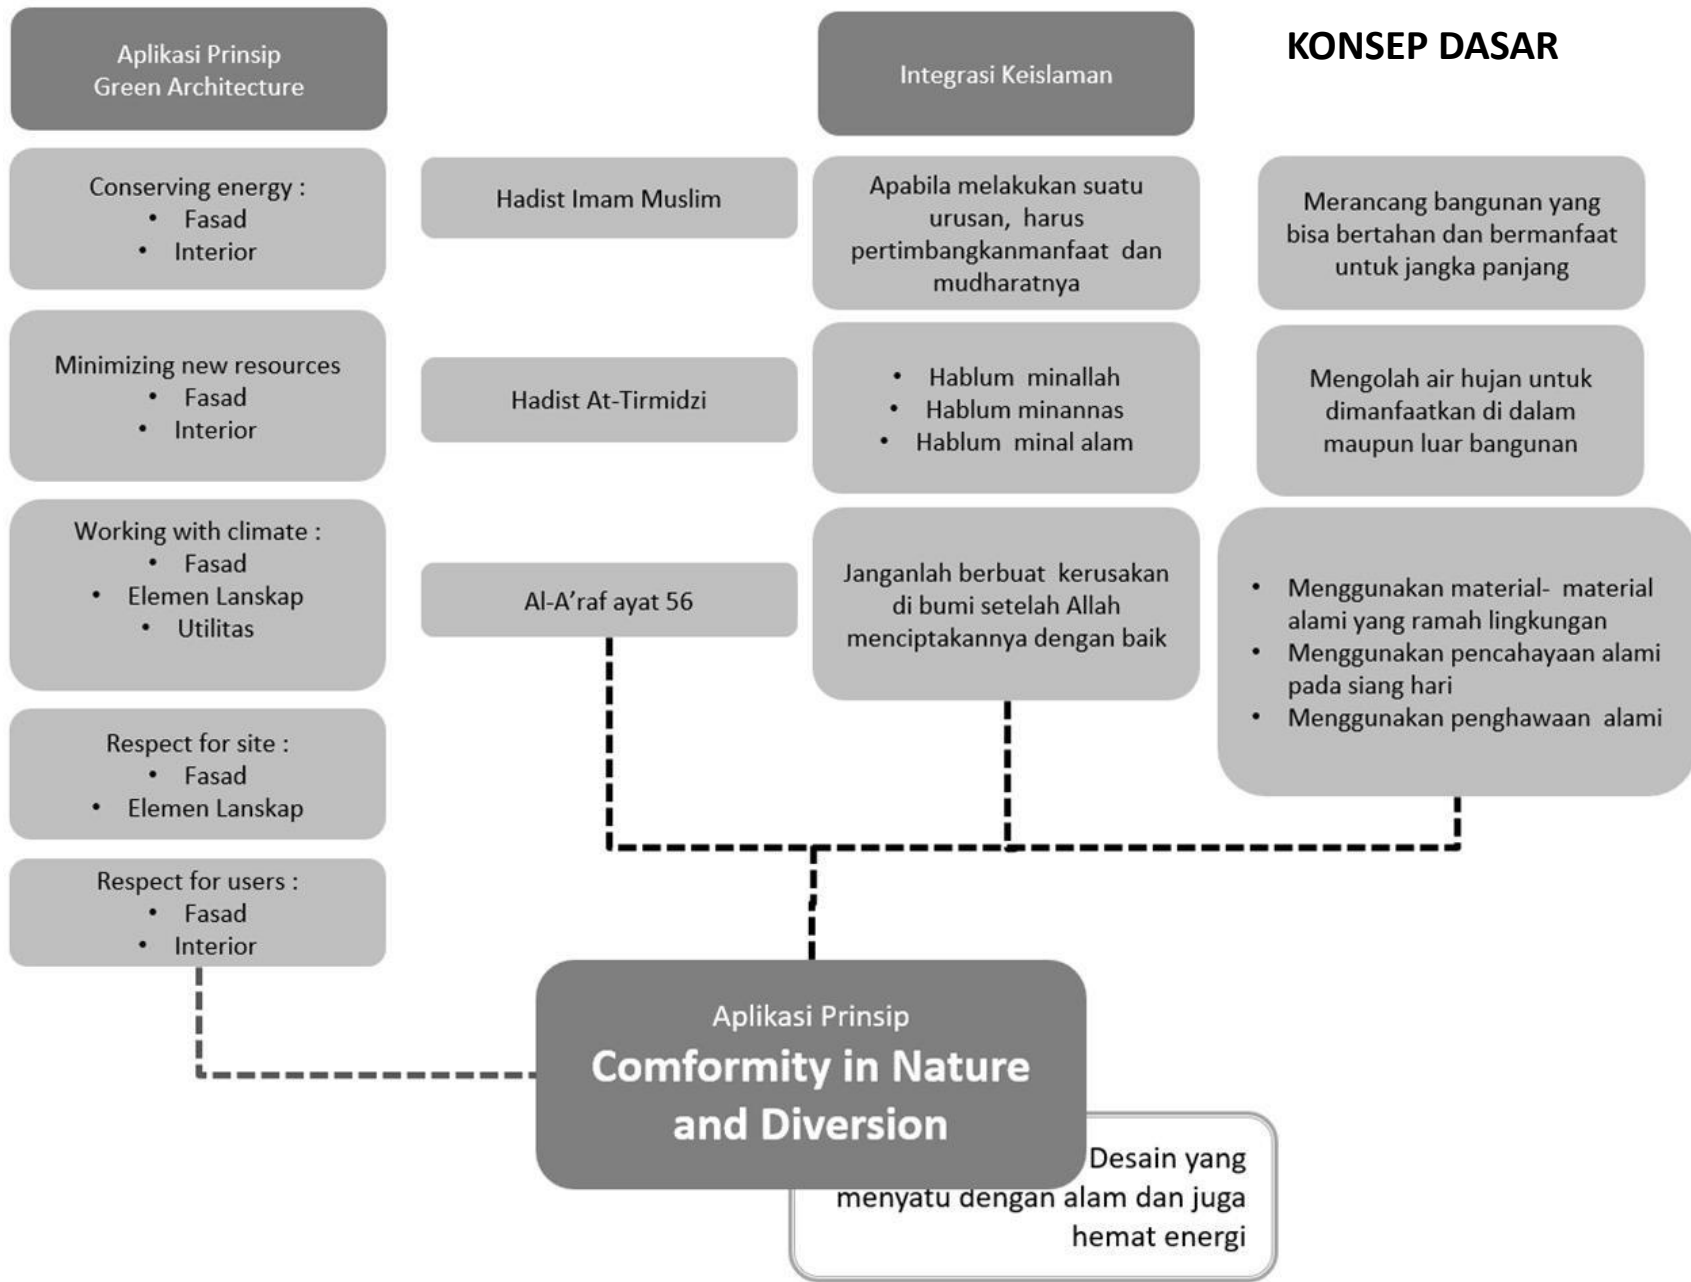 KONSEP DASAR
Aplikasi Prinsip
Green Architecture
Conserving energy :
• Fasad
• Interior
Minimizing new resources
• Fasad
• Interior
Working with climate :
• Fasad
• Elemen Lanskap
• Utilitas
Respect for site :
• Fasad
• Elemen Lanskap
Respect for users :
• Fasad
• Interior
Integrasi Keislaman
Hadist Imam Muslim
Apabila melakukan suatu
urusan, harus
pertimbangkanmanfaat dan
mudharatnya
Merancang bangunan yang
bisa bertahan dan bermanfaat
untuk jangka panjang
Hadist At-Tirmidzi
• Hablum minallah
• Hablum minannas
• Hablum minal alam
Mengolah air hujan untuk
dimanfaatkan di dalam
maupun luar bangunan
Al-A’raf ayat 56
Janganlah berbuat kerusakan
di bumi setelah Allah
menciptakannya dengan baik
• Menggunakan material- material
alami yang ramah lingkungan
• Menggunakan pencahayaan alami
pada siang hari
• Menggunakan penghawaan alami
Aplikasi Prinsip
Comformity in Nature
and Diversion
Desain yang
menyatu dengan alam dan juga
hemat energi